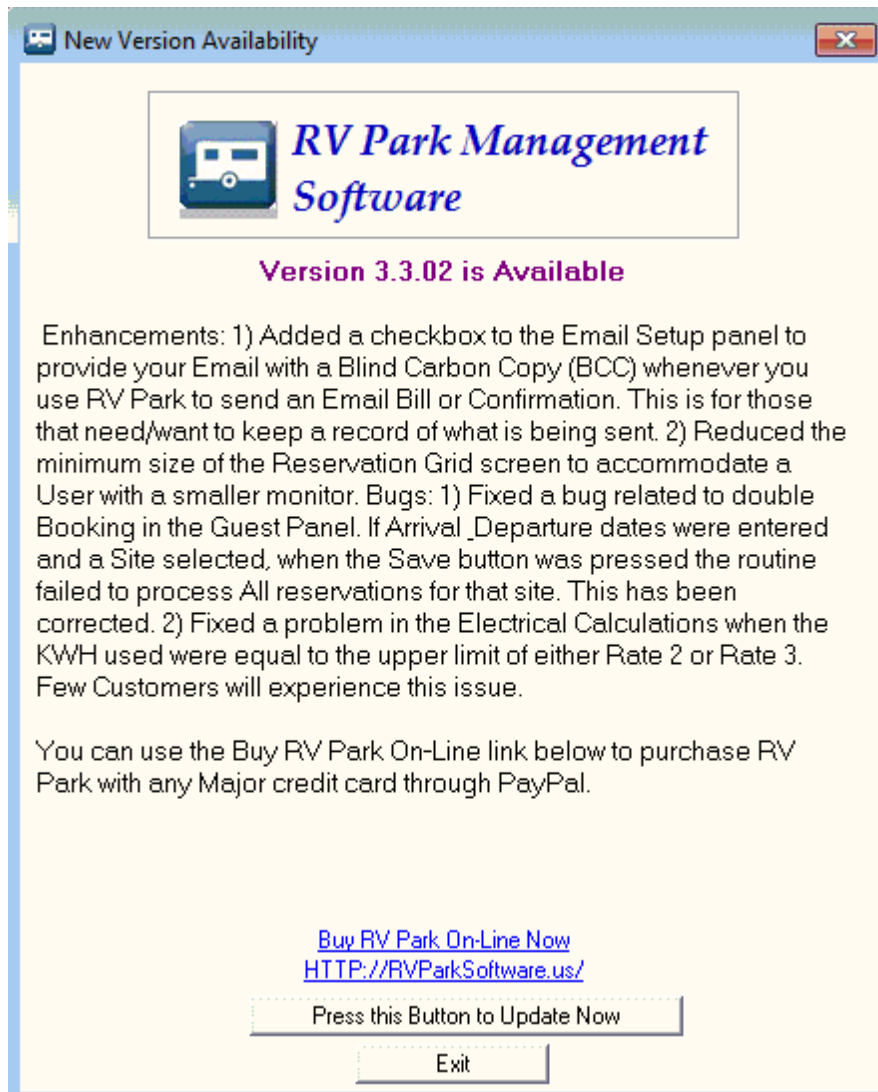 New Version Availability
RV Park Management
Software
Version 3.3.02 is Available
Enhancements: 1) Added a checkbox to the Email Setup panel to
provide your Email with a Blind Carbon Copy (BCC) whenever you
use RV Park to send an Email Bill or Confirmation. This is for those
that need/want to keep a record of what is being sent. 2) Reduced the
minimum size of the Reservation Grid screen to accommodate a
User with a smaller monitor. Bugs: 1) Fixed a bug related to double
Booking in the Guest Panel. If Arrival _Departure dates were entered
and a Site selected, when the Save button was pressed the routine
failed to process All reservations for that site. This has been
corrected. 2) Fixed a problem in the Electrical Calculations when the
KWH used were equal to the upper limit of either Rate 2 or Rate 3.
Few Customers will experience this issue.
You can use the Buy RV Park On-Line link below to purchase RV
Park with any Major credit card through PayPal.
Buy RV Park On-Line Now
HTTP://RVParkSoftware.us/
Press this Button to Update Now
Exit